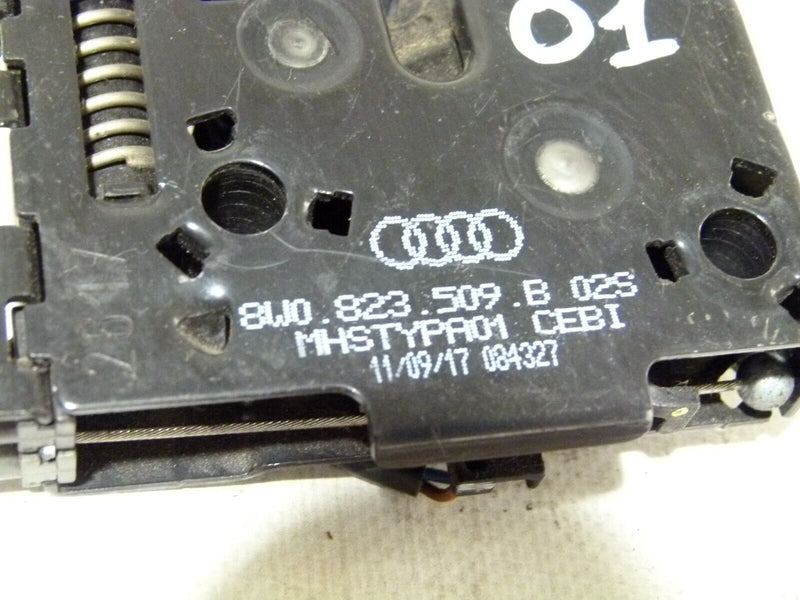 01
8W0.823.509.B 02S
MHSTYPA01 CEBI
11/09/17 084327